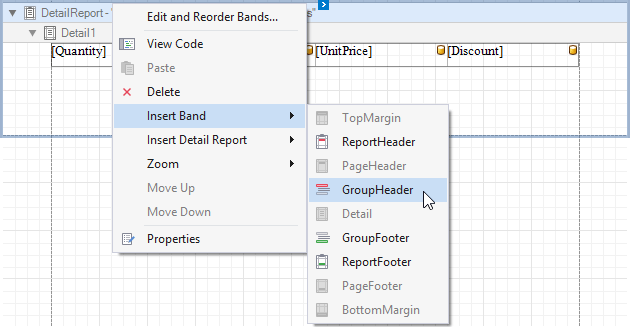 DetailReport - "
s"
Edit and Reorder Bands...
Detail1
View Code
[Quantity]
[UnitPrice]
[Discount]
Paste
Delete
Insert Band
Insert Detail Report
Zoom
Move Up
Move Down
Properties
TopMargin
ReportHeader
PageHeader
GroupHeader
Detail
GroupFooter
ReportFooter
PageFooter
BottomMargin